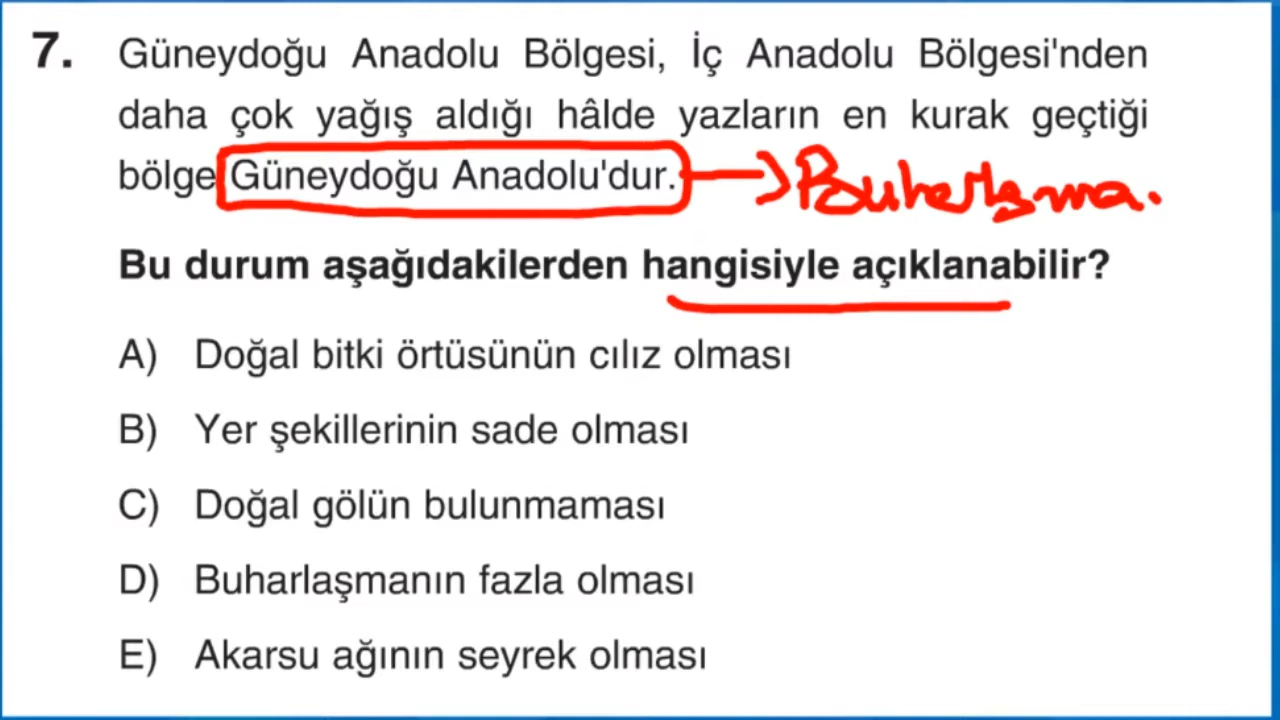 7. Güneydoğu Anadolu Bölgesi, İç Anadolu Bölgesi'nden
daha çok yağış aldığı hâlde yazların en kurak geçtiği
bölge Güneydoğu Anadolu'dur. Buharlaşma.
Bu durum aşağıdakilerden hangisiyle açıklanabilir?
A) Doğal bitki örtüsünün cılız olması
B) Yer şekillerinin sade olması
C) Doğal gölün bulunmaması
D) Buharlaşmanın fazla olması
E) Akarsu ağının seyrek olması